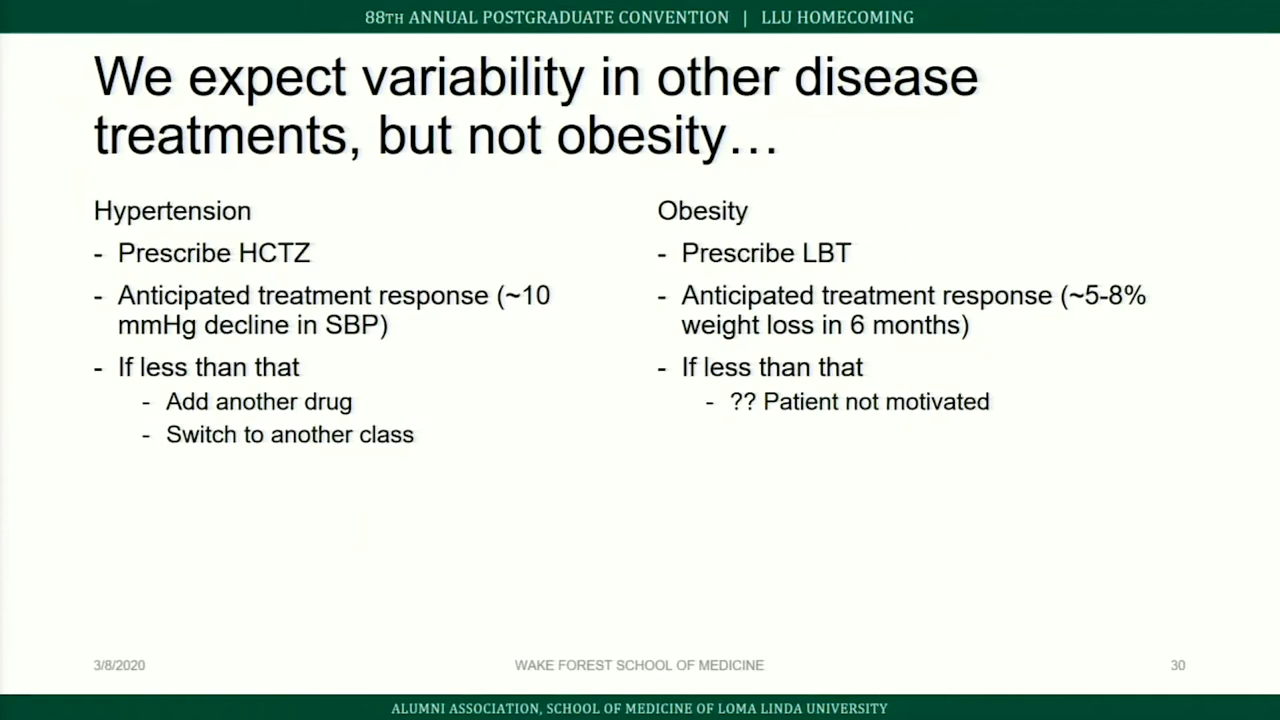 88TH ANNUAL POSTGRADUATE CONVENTION | LLU HOMECOMING
We expect variability in other disease
treatments, but not obesity…
Hypertension
- Prescribe HCTZ
- Anticipated treatment response (~10
mmHg decline in SBP)
- If less than that
- Add another drug
- Switch to another class
Obesity
- Prescribe LBT
- Anticipated treatment response (~5-8%
weight loss in 6 months)
- If less than that
- ?? Patient not motivated
3/8/2020
WAKE FOREST SCHOOL OF MEDICINE
30
ALUMNI ASSOCIATION, SCHOOL OF MEDICINE OF LOMA LINDA UNIVERSITY